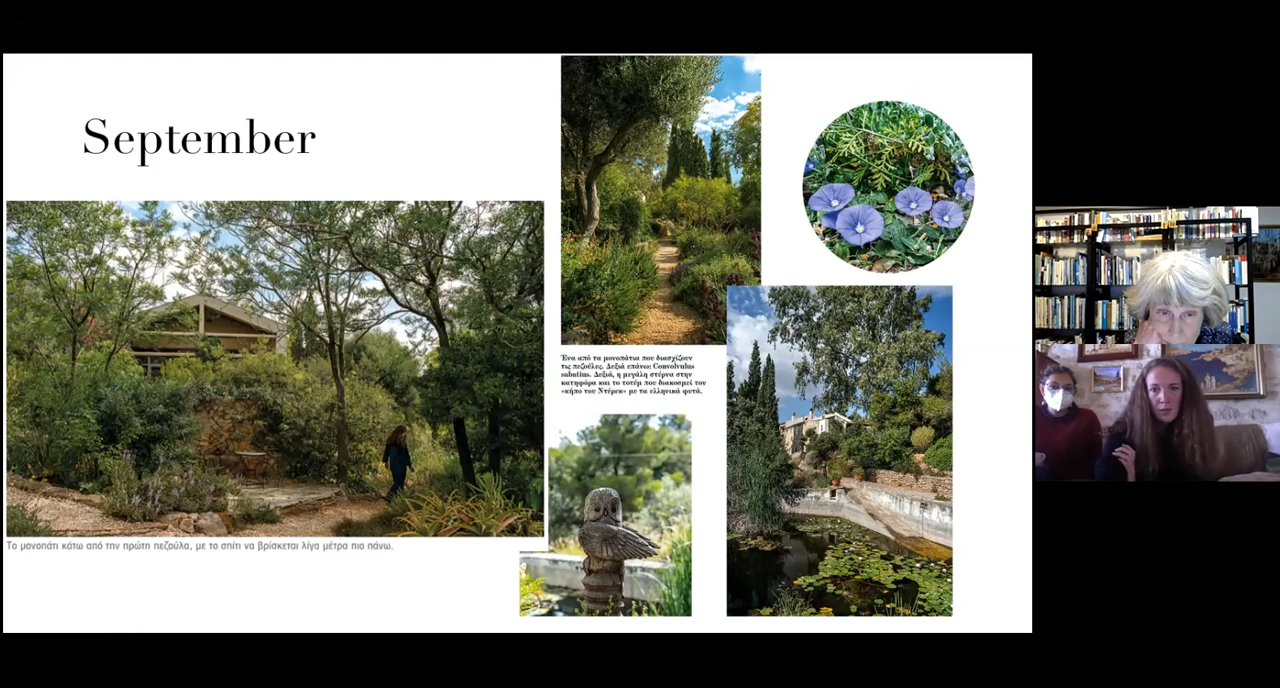 September
Ένα από τα μονοπάτια που διασχίζουν
τις πεζούλες. Δεξιά επάνω: Convolvulus
sabatius. Δεξιά, η μεγάλη στέρνα στην
κατηφόρα και το τοτέμ που διακοσμεί τον
«κήπο του Ντέρεκ» με τα ελληνικά φυτά.
Το μονοπάτι κάτω από την πρώτη πεζούλα, με το σπίτι να βρίσκεται λίγα μέτρα πιο πάνω.